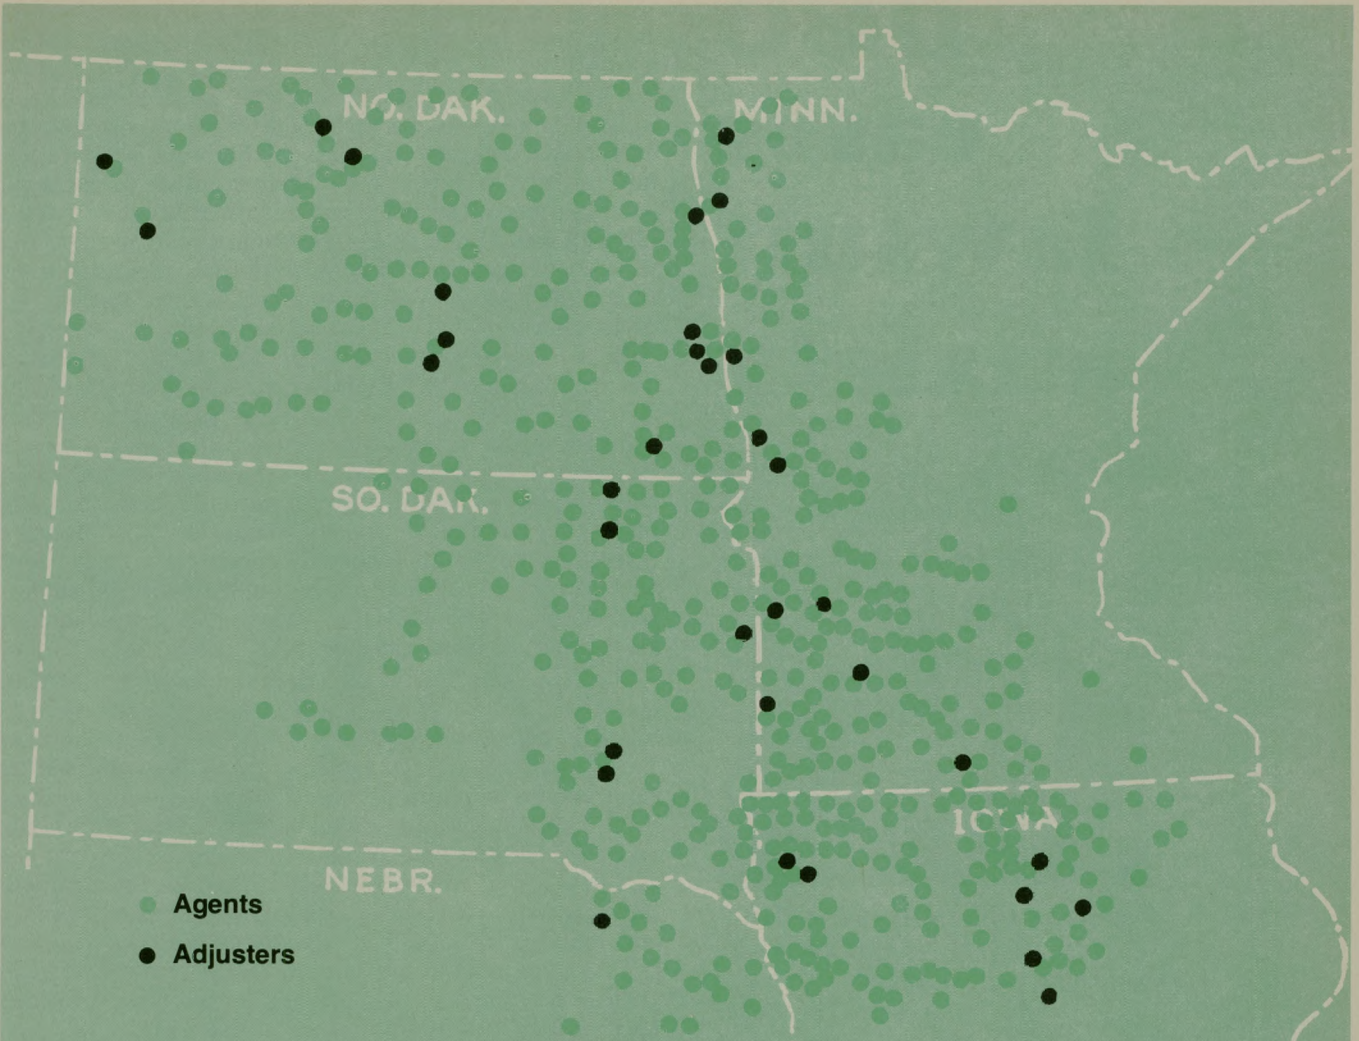 NO. DAK.
MINN.
SO. DAK.
IOWA
NEBR.
Agents
Adjusters